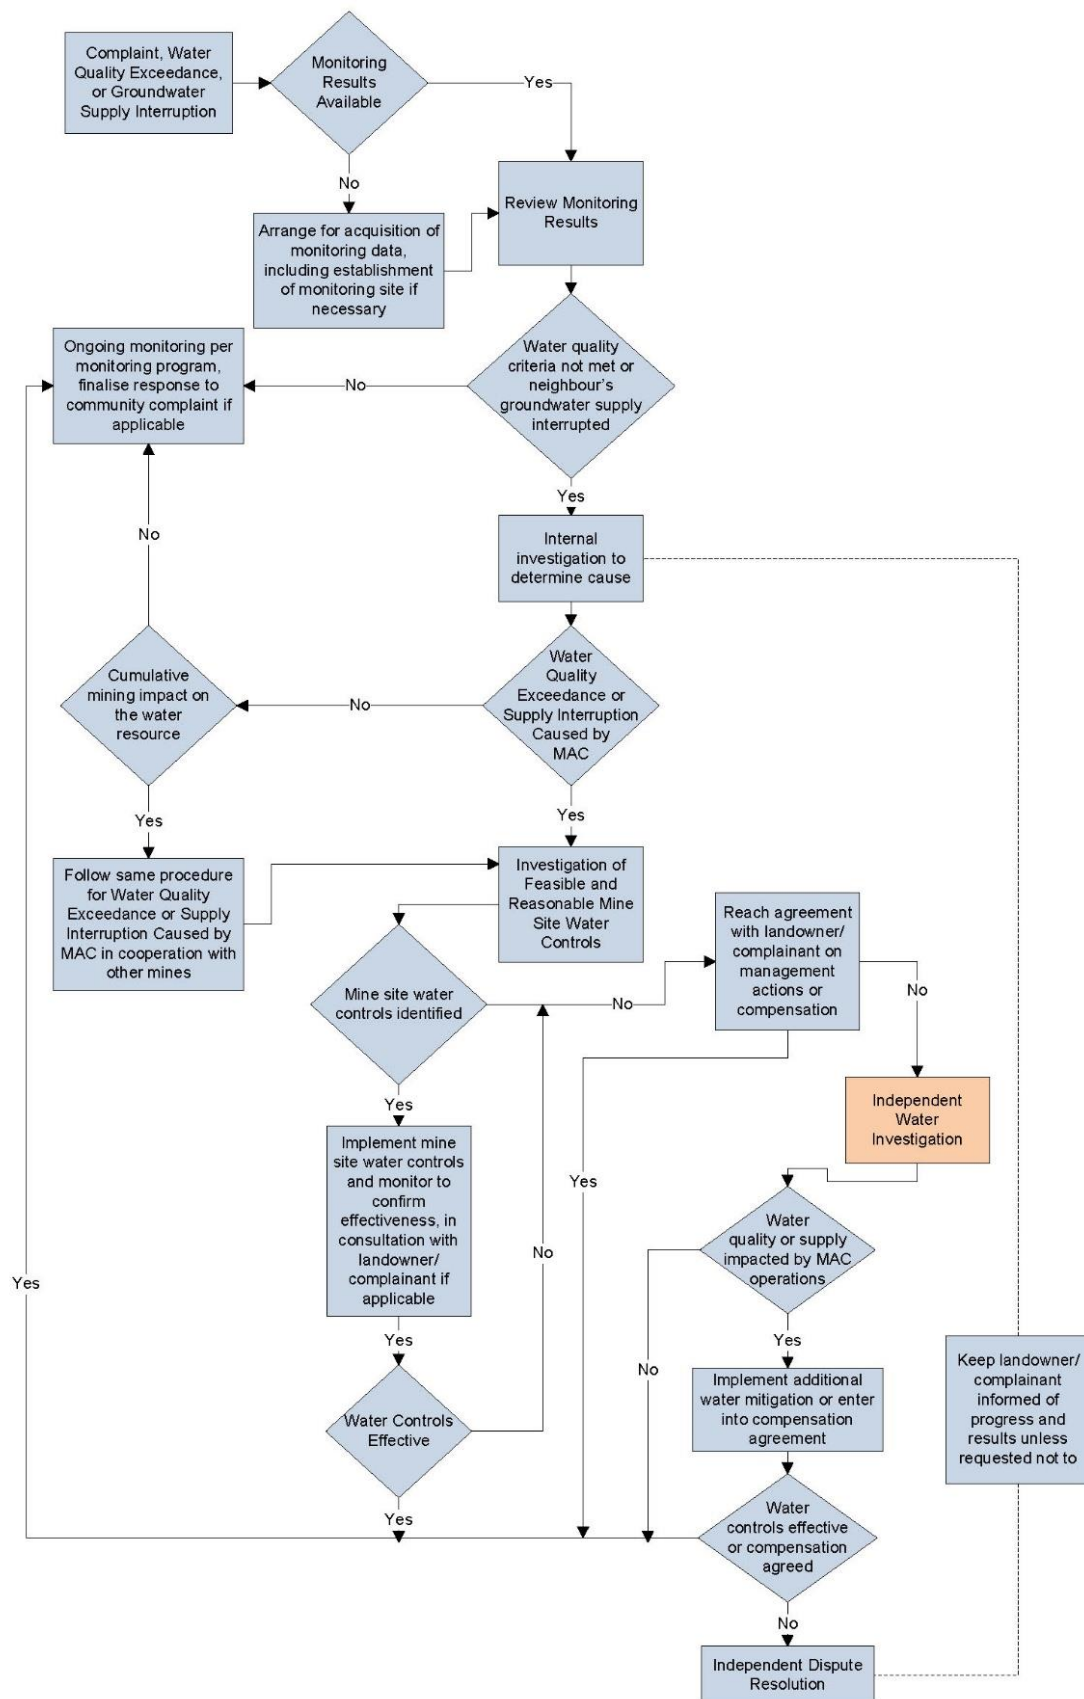 Complaint, Water
Quality Exceedance,
or Groundwater
Supply Interruption
Monitoring
Results
Available
Yes
No
Review Monitoring
Results
Arrange for acquisition of
monitoring data,
including establishment
of monitoring site if
necessary
Ongoing monitoring per
monitoring program,
finalise response to
community complaint if
applicable
No
Water quality
criteria not met or
neighbour's
groundwater supply
interrupted
Yes
No
Internal
investigation to
determine cause
Cumulative
mining impact on
the water
resource
No
Water
Quality
Exceedance or
Supply Interruption
Caused by
MAC
Yes
Yes
Follow same procedure
for Water Quality
Exceedance or Supply
Interruption Caused by
MAC in cooperation with
other mines
Investigation of
Feasible and
Reasonable Mine
Site Water
Controls
Reach agreement
with landowner/
complainant on
management
actions or
compensation
Mine site water
controls identified
No
No
Yes
Independent
Water
Investigation
Implement mine
site water controls
and monitor to
confirm
effectiveness, in
consultation with
landowner/
complainant if
applicable
Yes
No
Water
quality or supply
impacted by MAC
operations
Yes
Yes
Yes
No
Keep landowner/
complainant
informed of
progress and
results unless
requested not to
Implement additional
water mitigation or enter
into compensation
agreement
Water Controls
Effective
Yes
Water
controls effective
or compensation
agreed
No
Independent Dispute
Resolution